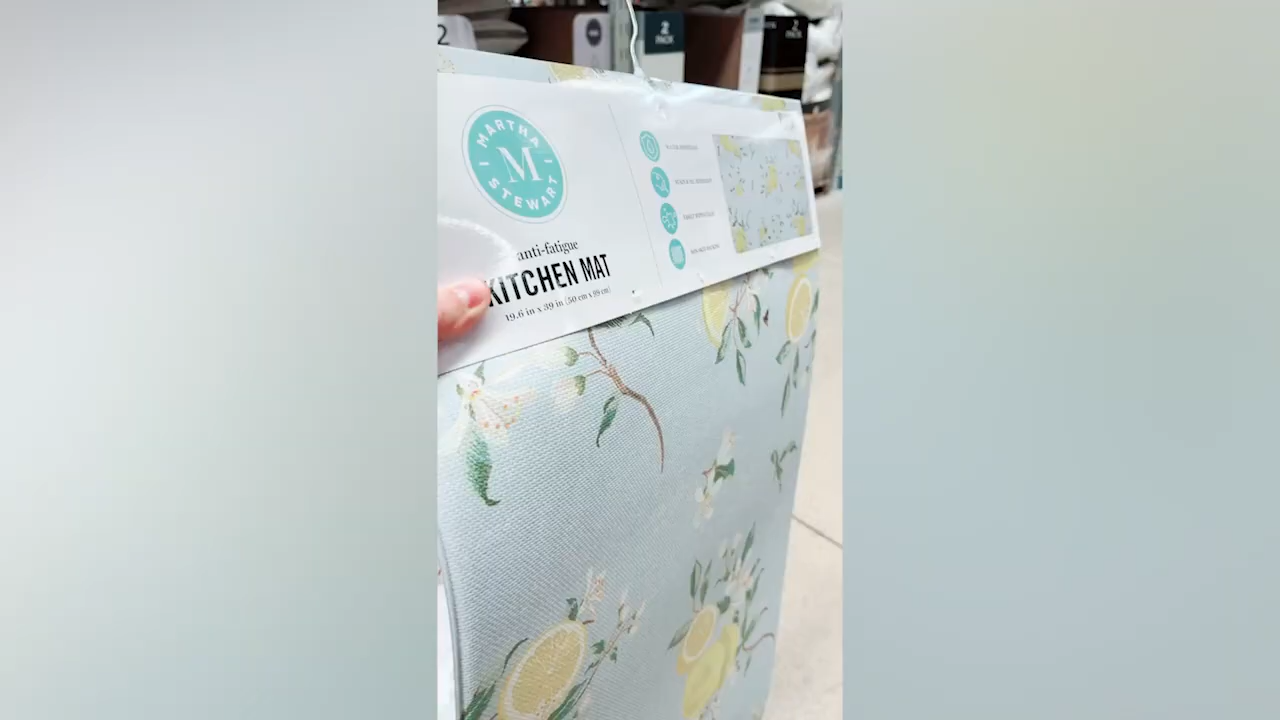 2
2
PACK
2
PACK
MARTHA
M
STEWART
anti-fatigue
KITCHEN MAT
19.6 in x 39 in (50 cm x 99 cm)